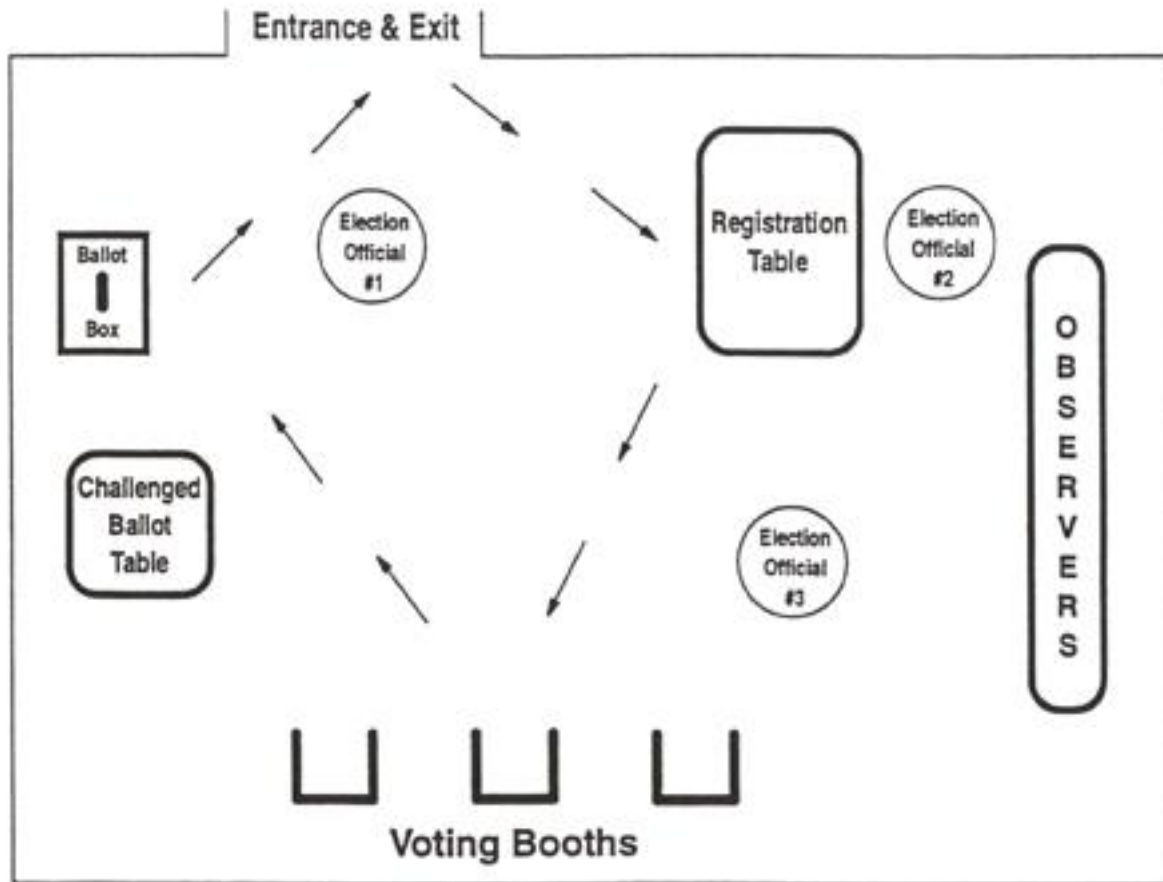 Entrance & Exit
Election
Official
#1
Registration
Table
Election
Official
#2
Ballot
Box
OBSERVERS
Challenged
Ballot
Table
Election
Official
#3
Voting Booths